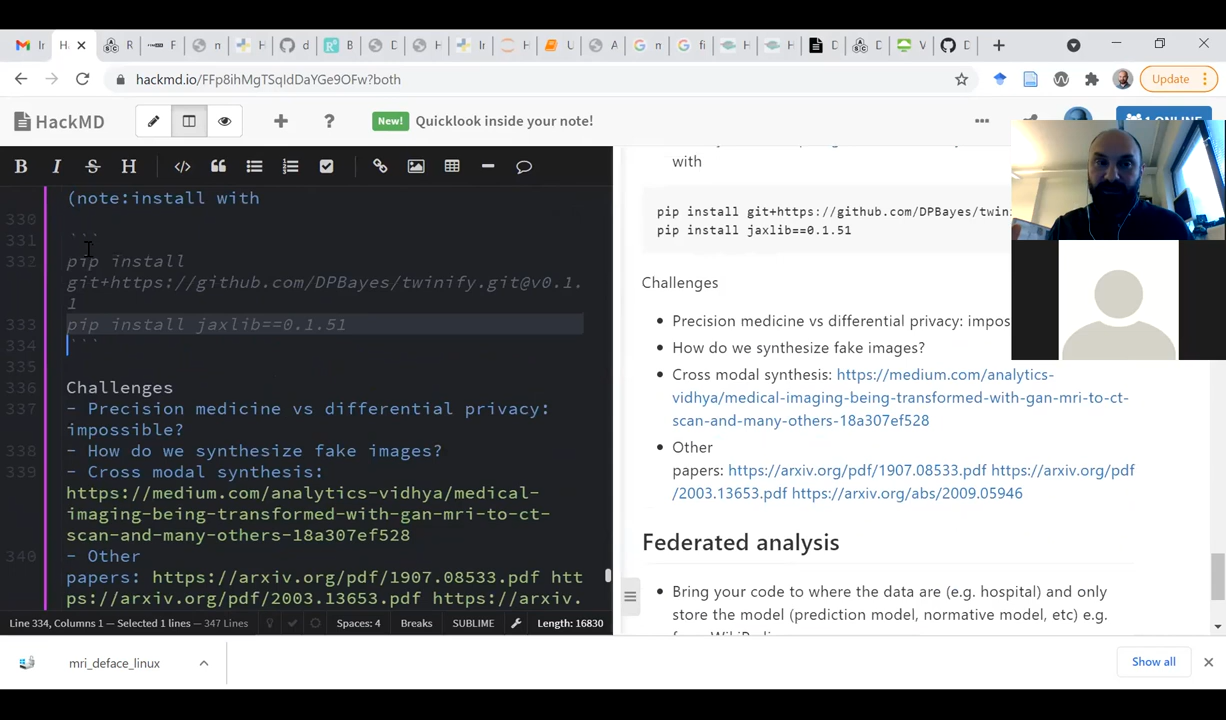 hackmd.io/FFp8ihMgTSqIdDaYGe9OFw?both
Update
HackMD
New!
Quicklook inside your note!
(note:install with
330
331
```
332
pip install
git+https://github.com/DPBayes/twinify.git@v0.1.
1
333
pip install jaxlib==0.1.51
334
```
335
336
Challenges
337
- Precision medicine vs differential privacy:
impossible?
338
- How do we synthesize fake images?
339
- Cross modal synthesis:
https://medium.com/analytics-vidhya/medical-
imaging-being-transformed-with-gan-mri-to-ct-
scan-and-many-others-18a307ef528
340
- Other
papers: https://arxiv.org/pdf/1907.08533.pdf htt
ps://arxiv.org/pdf/2003.13653.pdf https://arxiv.
Line 334, Columns 1 — Selected 1 lines — 347 Lines
Spaces: 4
Breaks
SUBLIME
Length: 16830
with
pip install git+https://github.com/DPBayes/twini
pip install jaxlib==0.1.51
Challenges
Precision medicine vs differential privacy: impos
How do we synthesize fake images?
Cross modal synthesis: https://medium.com/analytics-
vidhya/medical-imaging-being-transformed-with-gan-mri-to-ct-
scan-and-many-others-18a307ef528
Other
papers: https://arxiv.org/pdf/1907.08533.pdf https://arxiv.org/pdf
/2003.13653.pdf https://arxiv.org/abs/2009.05946
Federated analysis
Bring your code to where the data are (e.g. hospital) and only
store the model (prediction model, normative model, etc) e.g.
mri_deface_linux
Show all